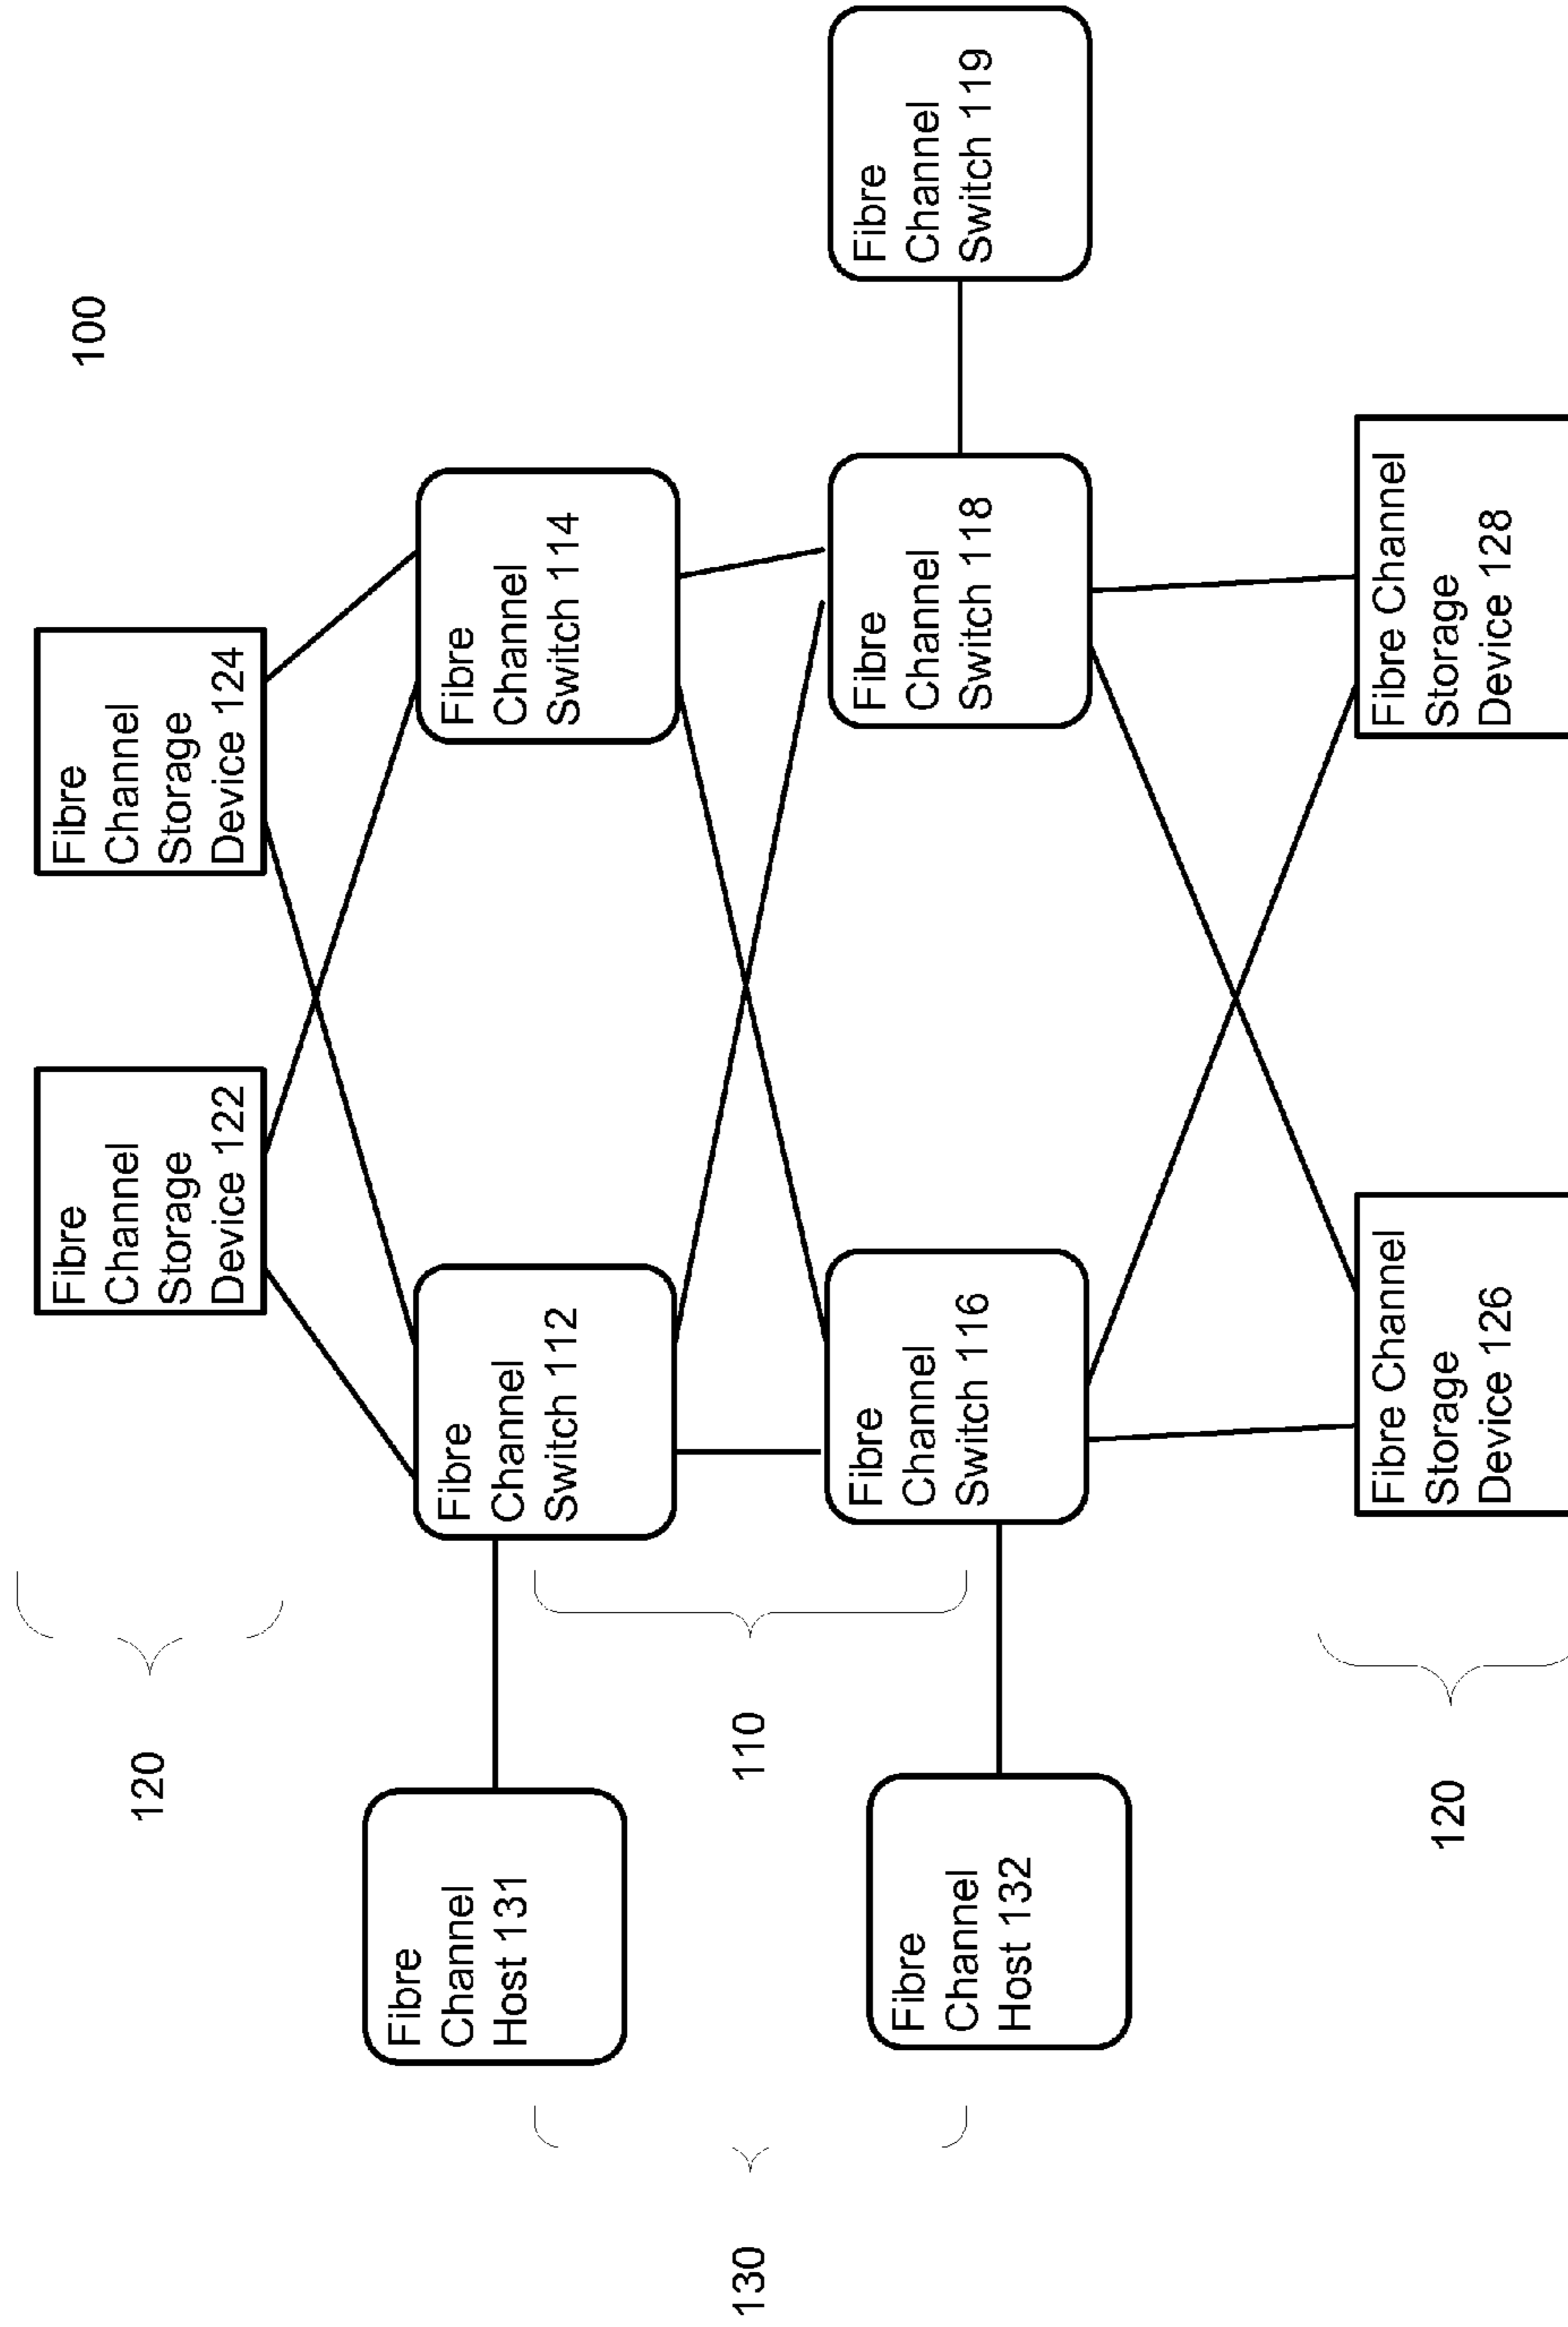 100
120
Fibre
Channel
Storage
Device 122
Fibre
Channel
Storage
Device 124
Fibre
Channel
Host 131
Fibre
Channel
Switch 112
Fibre
Channel
Switch 114
130
110
Fibre
Channel
Host 132
Fibre
Channel
Switch 116
Fibre
Channel
Switch 118
Fibre
Channel
Switch 119
120
Fibre Channel
Storage
Device 126
Fibre Channel
Storage
Device 128